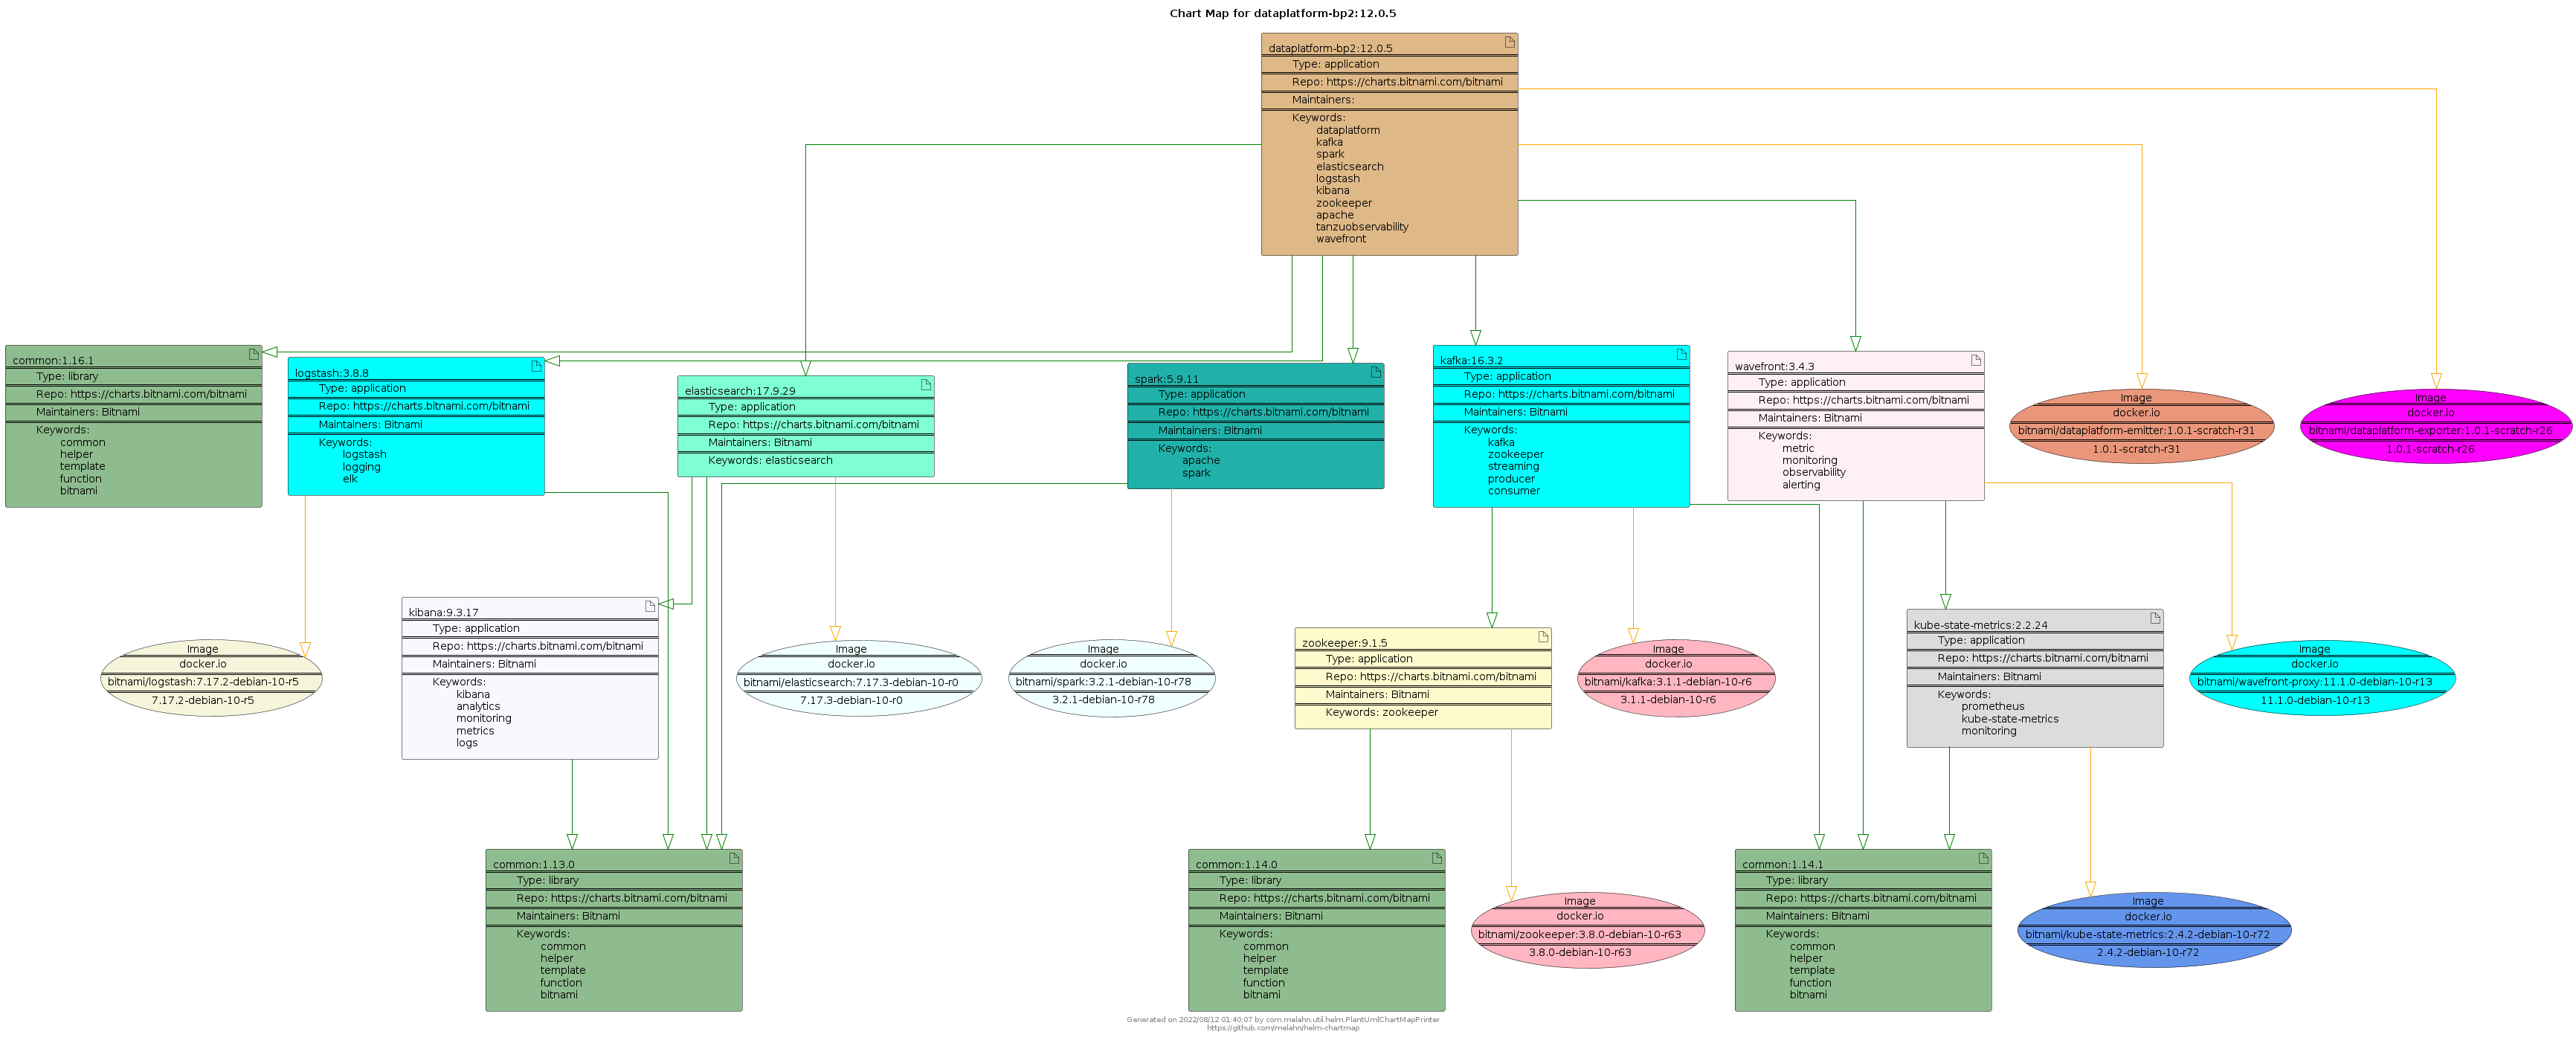 Chart Map for dataplatform-bp2:12.0.5
dataplatform-bp2:12.0.5
Type: application
Repo: https://charts.bitnami.com/bitnami
Maintainers:
Keywords:
dataplatform
kafka
spark
elasticsearch
logstash
kibana
zookeeper
apache
tanzuobservability
wavefront
common:1.16.1
Type: library
Repo: https://charts.bitnami.com/bitnami
Maintainers: Bitnami
Keywords:
common
helper
template
function
bitnami
logstash:3.8.8
Type: application
Repo: https://charts.bitnami.com/bitnami
Maintainers: Bitnami
Keywords:
logstash
logging
elk
elasticsearch:17.9.29
Type: application
Repo: https://charts.bitnami.com/bitnami
Maintainers: Bitnami
Keywords: elasticsearch
spark:5.9.11
Type: application
Repo: https://charts.bitnami.com/bitnami
Maintainers: Bitnami
Keywords:
apache
spark
kafka:16.3.2
Type: application
Repo: https://charts.bitnami.com/bitnami
Maintainers: Bitnami
Keywords:
kafka
zookeeper
streaming
producer
consumer
wavefront:3.4.3
Type: application
Repo: https://charts.bitnami.com/bitnami
Maintainers: Bitnami
Keywords:
metric
monitoring
observability
alerting
Image
docker.io
bitnami/dataplatform-emitter:1.0.1-scratch-r31
1.0.1-scratch-r31
Image
docker.io
bitnami/dataplatform-exporter:1.0.1-scratch-r26
1.0.1-scratch-r26
Image
docker.io
bitnami/logstash:7.17.2-debian-10-r5
7.17.2-debian-10-r5
kibana:9.3.17
Type: application
Repo: https://charts.bitnami.com/bitnami
Maintainers: Bitnami
Keywords:
kibana
analytics
monitoring
metrics
logs
Image
docker.io
bitnami/elasticsearch:7.17.3-debian-10-r0
7.17.3-debian-10-r0
Image
docker.io
bitnami/spark:3.2.1-debian-10-r78
3.2.1-debian-10-r78
zookeeper:9.1.5
Type: application
Repo: https://charts.bitnami.com/bitnami
Maintainers: Bitnami
Keywords: zookeeper
Image
docker.io
bitnami/kafka:3.1.1-debian-10-r6
3.1.1-debian-10-r6
kube-state-metrics:2.2.24
Type: application
Repo: https://charts.bitnami.com/bitnami
Maintainers: Bitnami
Keywords:
prometheus
kube-state-metrics
monitoring
Image
docker.io
bitnami/wavefront-proxy:11.1.0-debian-10-r13
11.1.0-debian-10-r13
common:1.13.0
Type: library
Repo: https://charts.bitnami.com/bitnami
Maintainers: Bitnami
Keywords:
common
helper
template
function
bitnami
common:1.14.0
Type: library
Repo: https://charts.bitnami.com/bitnami
Maintainers: Bitnami
Keywords:
common
helper
template
function
bitnami
Image
docker.io
bitnami/zookeeper:3.8.0-debian-10-r63
3.8.0-debian-10-r63
common:1.14.1
Type: library
Repo: https://charts.bitnami.com/bitnami
Maintainers: Bitnami
Keywords:
common
helper
template
function
bitnami
Image
docker.io
bitnami/kube-state-metrics:2.4.2-debian-10-r72
2.4.2-debian-10-r72
Generated on 2022/08/12 01:40:07 by com.melahn.util.helm.PlantUmlChartMapPrinter
https://github.com/melahn/helm-chartmap